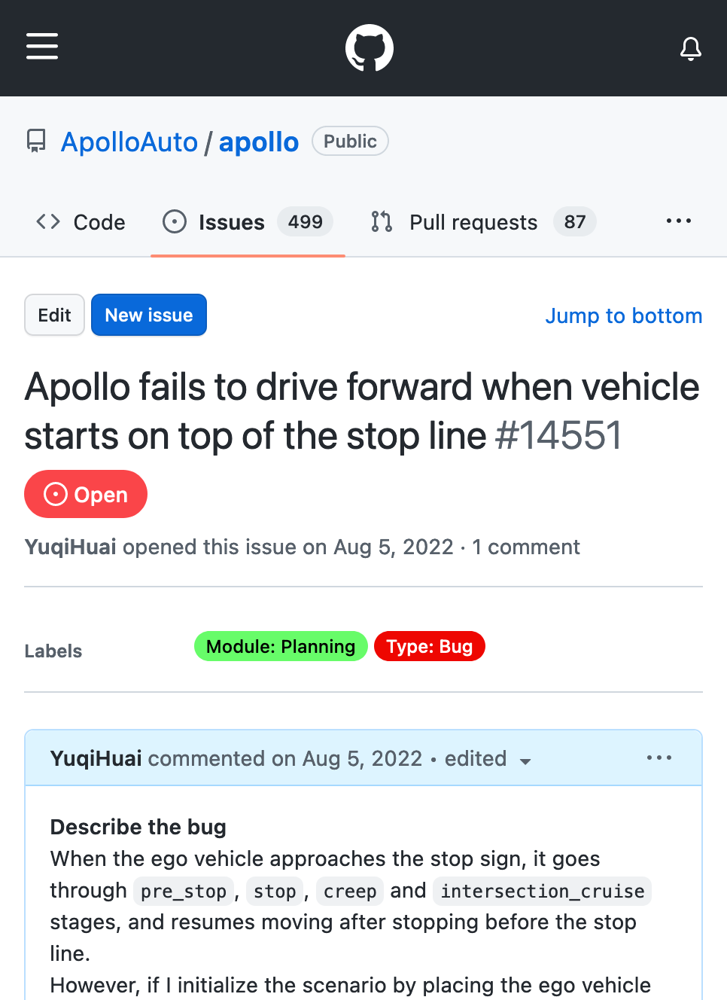 ApolloAuto / apollo Public
Code Issues 499 Pull requests 87
Edit New issue Jump to bottom
Apollo fails to drive forward when vehicle
starts on top of the stop line #14551
Open
YuqiHuai opened this issue on Aug 5, 2022 · 1 comment
Labels Module: Planning Type: Bug
YuqiHuai commented on Aug 5, 2022 • edited
Describe the bug
When the ego vehicle approaches the stop sign, it goes
through pre_stop, stop, creep and intersection_cruise
stages, and resumes moving after stopping before the stop
line.
However, if I initialize the scenario by placing the ego vehicle